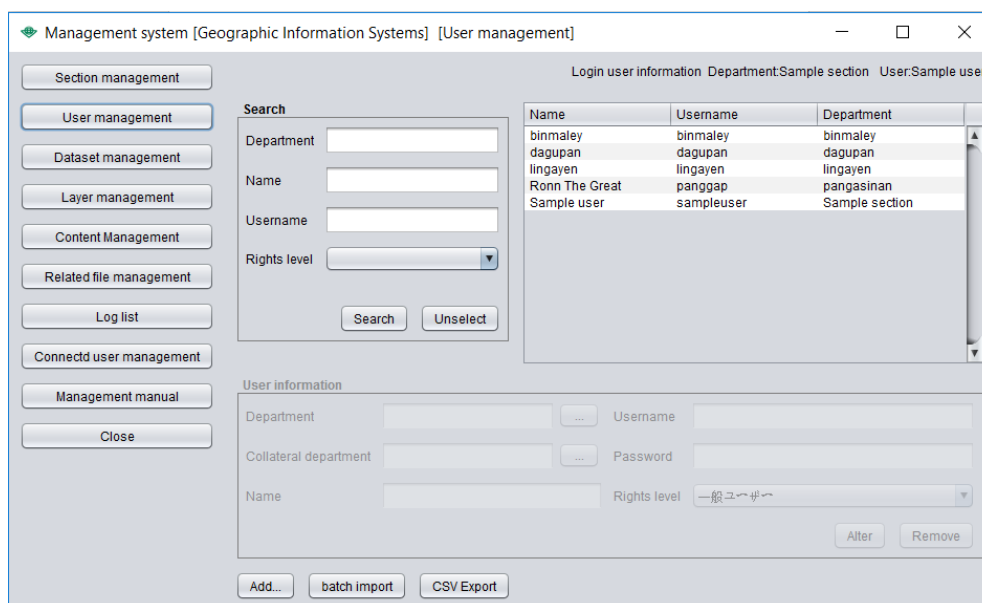 Management system [Geographic Information Systems] [User management]
Login user information Department:Sample section User:Sample use
Section management
User management
Dataset management
Layer management
Content Management
Related file management
Log list
Connectd user management
Management manual
Close
Search
Department
Name
Username
Rights level
Search Unselect
Name Username Department
binmaley binmaley binmaley
dagupan dagupan dagupan
lingayen lingayen lingayen
Ronn The Great panggap pangasinan
Sample user sampleuser Sample section
User information
Department ... Username
Collateral department ... Password
Name Rights level 一般ユーザー
Alter Remove
Add... batch import CSV Export